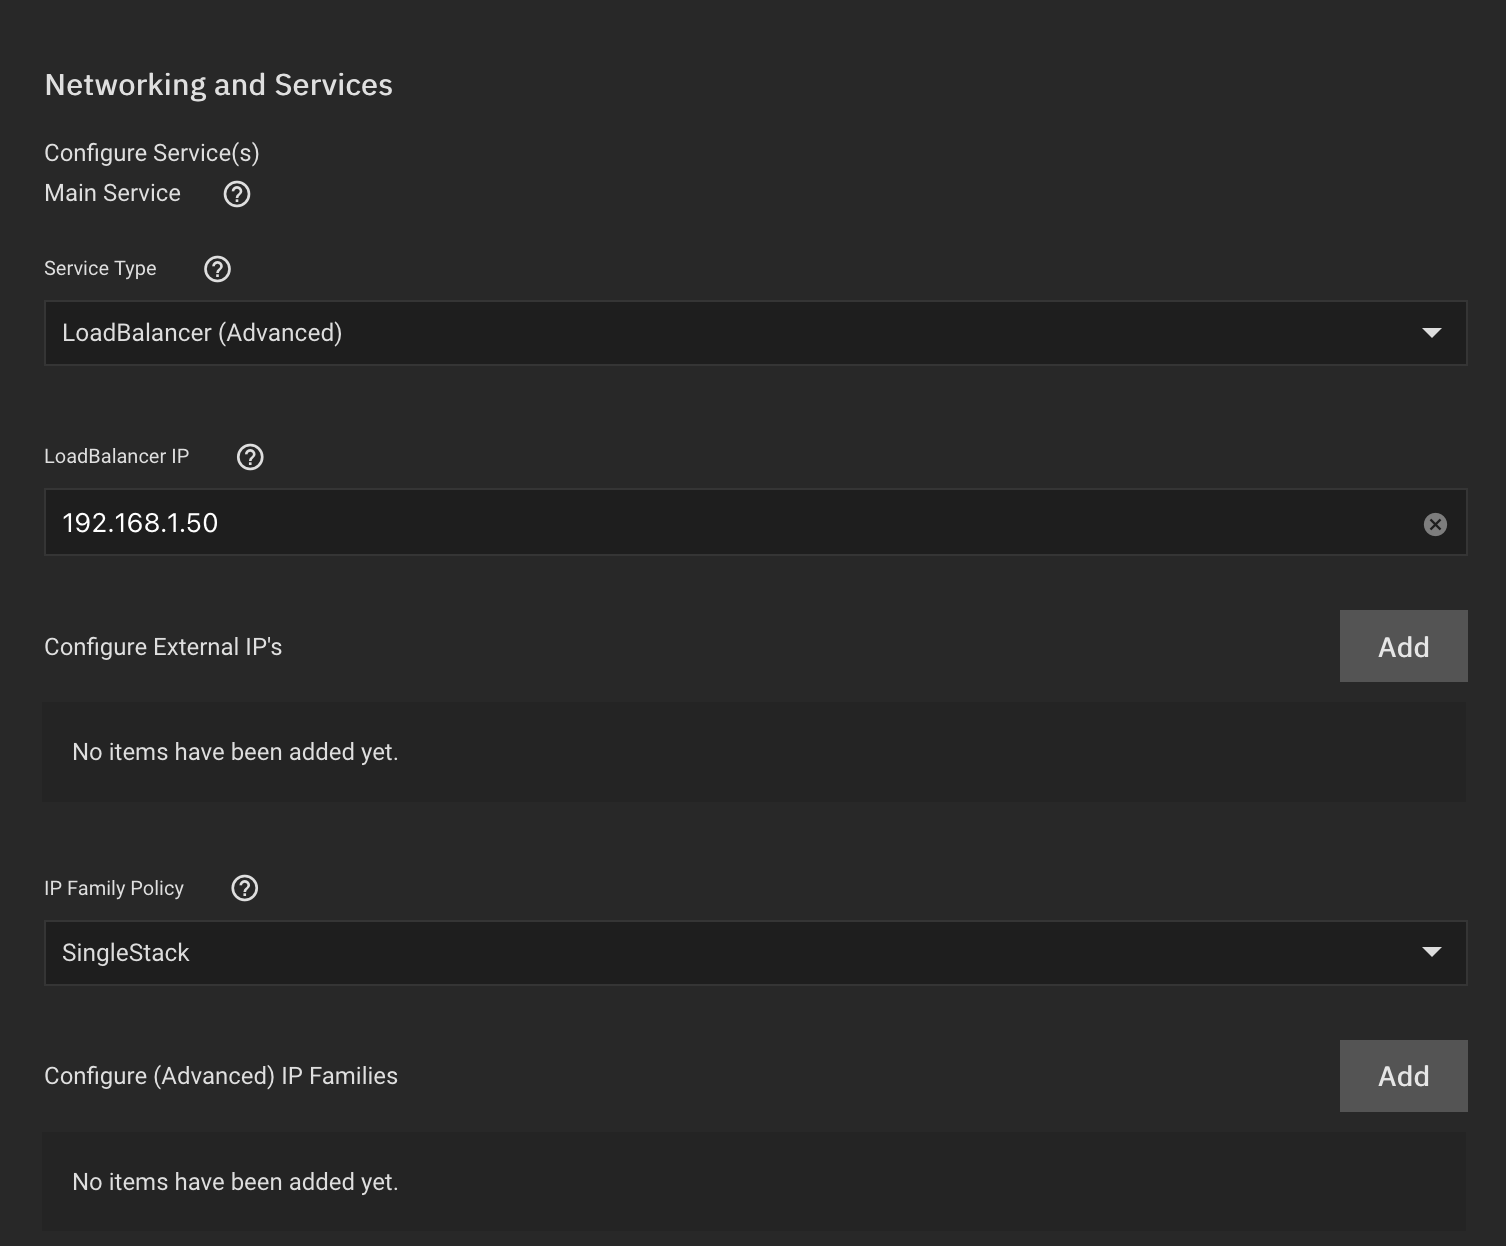 Networking and Services
Configure Service(s)
Main Service
Service Type
LoadBalancer (Advanced)
LoadBalancer IP
192.168.1.50
Configure External IP's
Add
No items have been added yet.
IP Family Policy
SingleStack
Configure (Advanced) IP Families
Add
No items have been added yet.